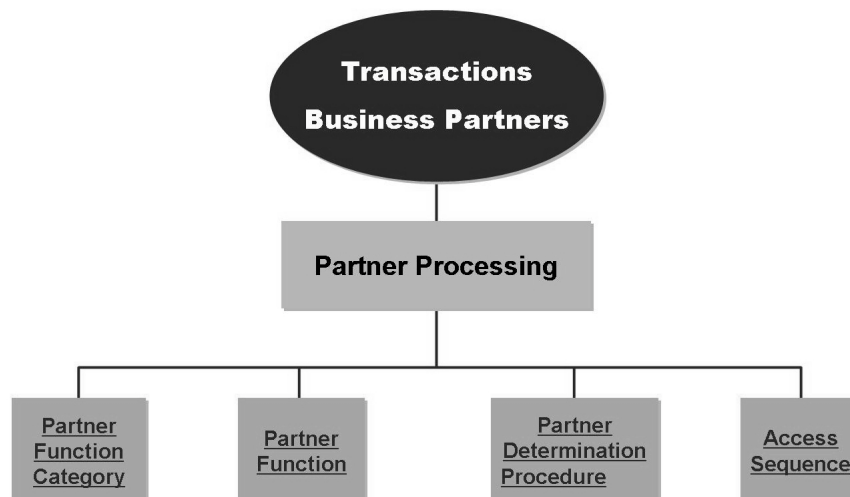 Transactions
Business Partners
Partner Processing
Partner
Function
Category
Partner
Function
Partner
Determination
Procedure
Access
Sequence